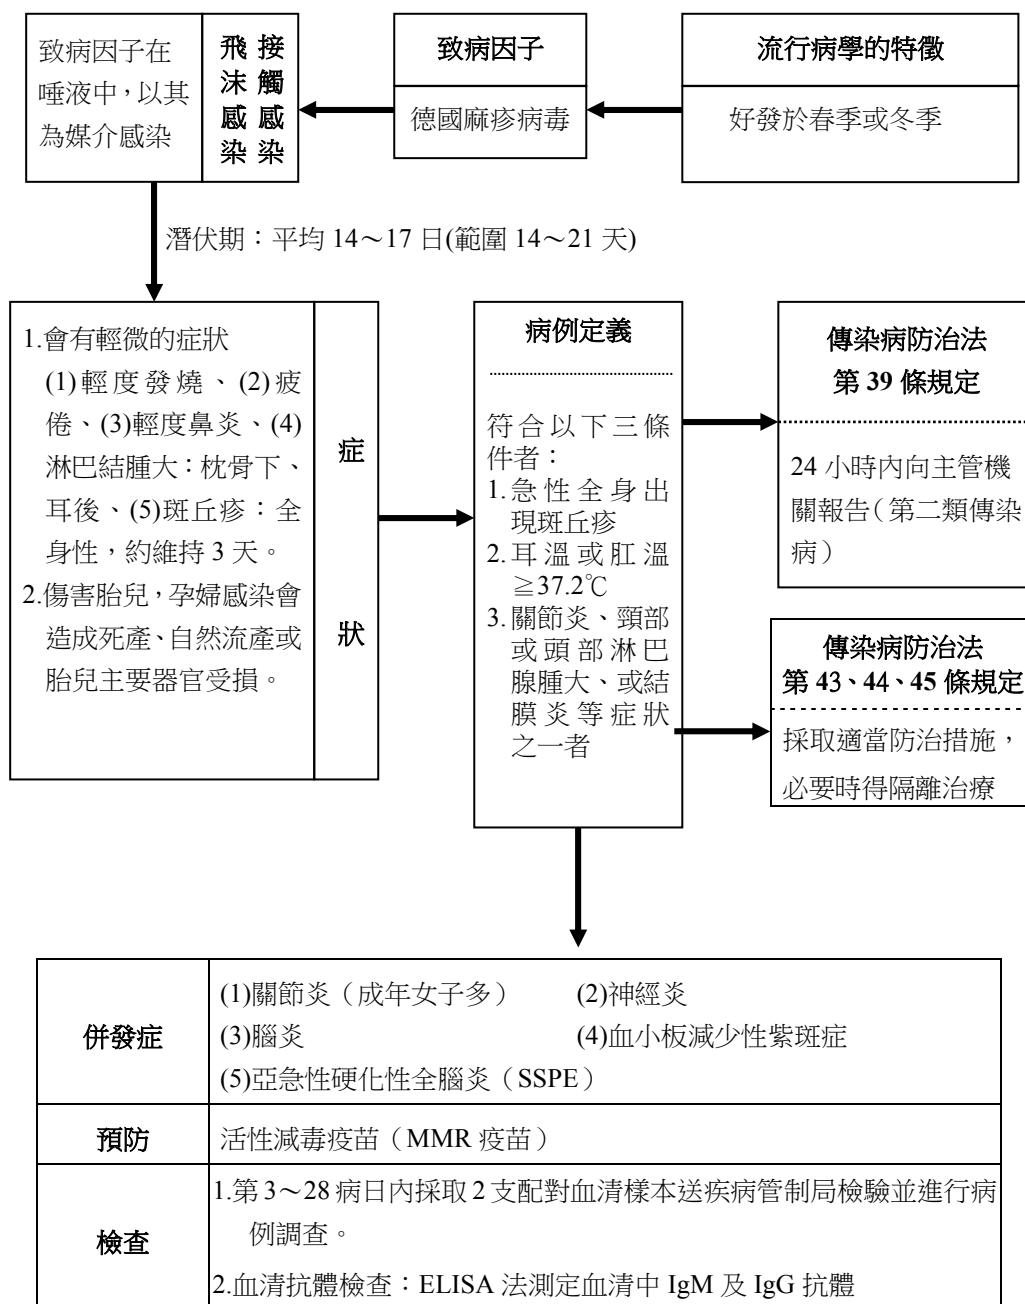 致病因子在
唾液中，以其
為媒介感染
飛沫感染
接觸感染
致病因子
德國麻疹病毒
流行病學的特徵
好發於春季或冬季
潛伏期：平均 14～17 日(範圍 14～21 天)
1.會有輕微的症狀
(1)輕度發燒、(2)疲
倦、(3)輕度鼻炎、(4)
淋巴結腫大：枕骨下、
耳後、(5)斑丘疹：全
身性，約維持 3 天。
2.傷害胎兒，孕婦感染會
造成死產、自然流產或
胎兒主要器官受損。
症狀
病例定義
符合以下三條
件者：
1.急性全身出
現斑丘疹
2.耳溫或肛溫
≧37.2℃
3.關節炎、頸部
或頭部淋巴
腺腫大、或結
膜炎等症狀
之一者
傳染病防治法
第 39 條規定
24 小時內向主管機
關報告（第二類傳染
病）
傳染病防治法
第 43、44、45 條規定
採取適當防治措施，
必要時得隔離治療
併發症
(1)關節炎（成年女子多） (2)神經炎
(3)腦炎 (4)血小板減少性紫斑症
(5)亞急性硬化性全腦炎（SSPE）
預防
活性減毒疫苗（MMR 疫苗）
檢查
1.第 3～28 病日內採取 2 支配對血清樣本送疾病管制局檢驗並進行病
例調查。
2.血清抗體檢查：ELISA 法測定血清中 IgM 及 IgG 抗體